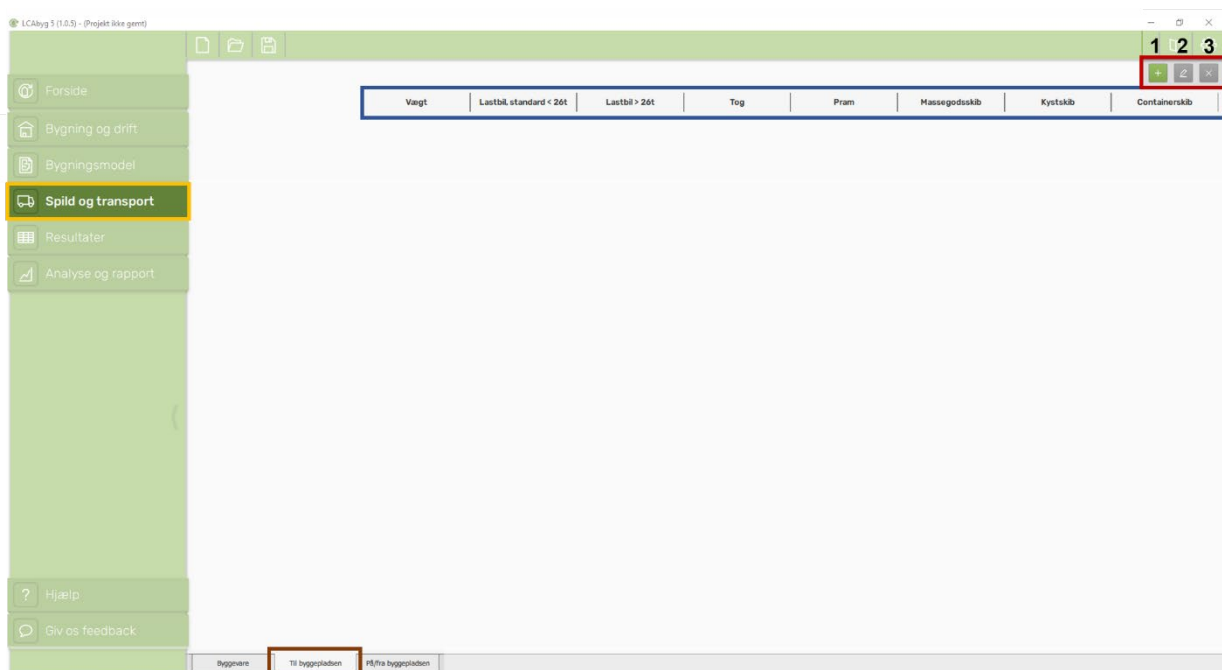 LCAbyg 5 (1.0.5) - (Projekt ikke gemt)
1 2 3
Forside
Vægt Lastbil, standard < 26t Lastbil > 26t Tog Pram Massegodsskib Kystskib Containerskib
Bygning og drift
Bygningsmodel
Spild og transport
Resultater
Analyse og rapport
Hjælp
Giv os feedback
Byggevare Til byggepladsen På/fra byggepladsen